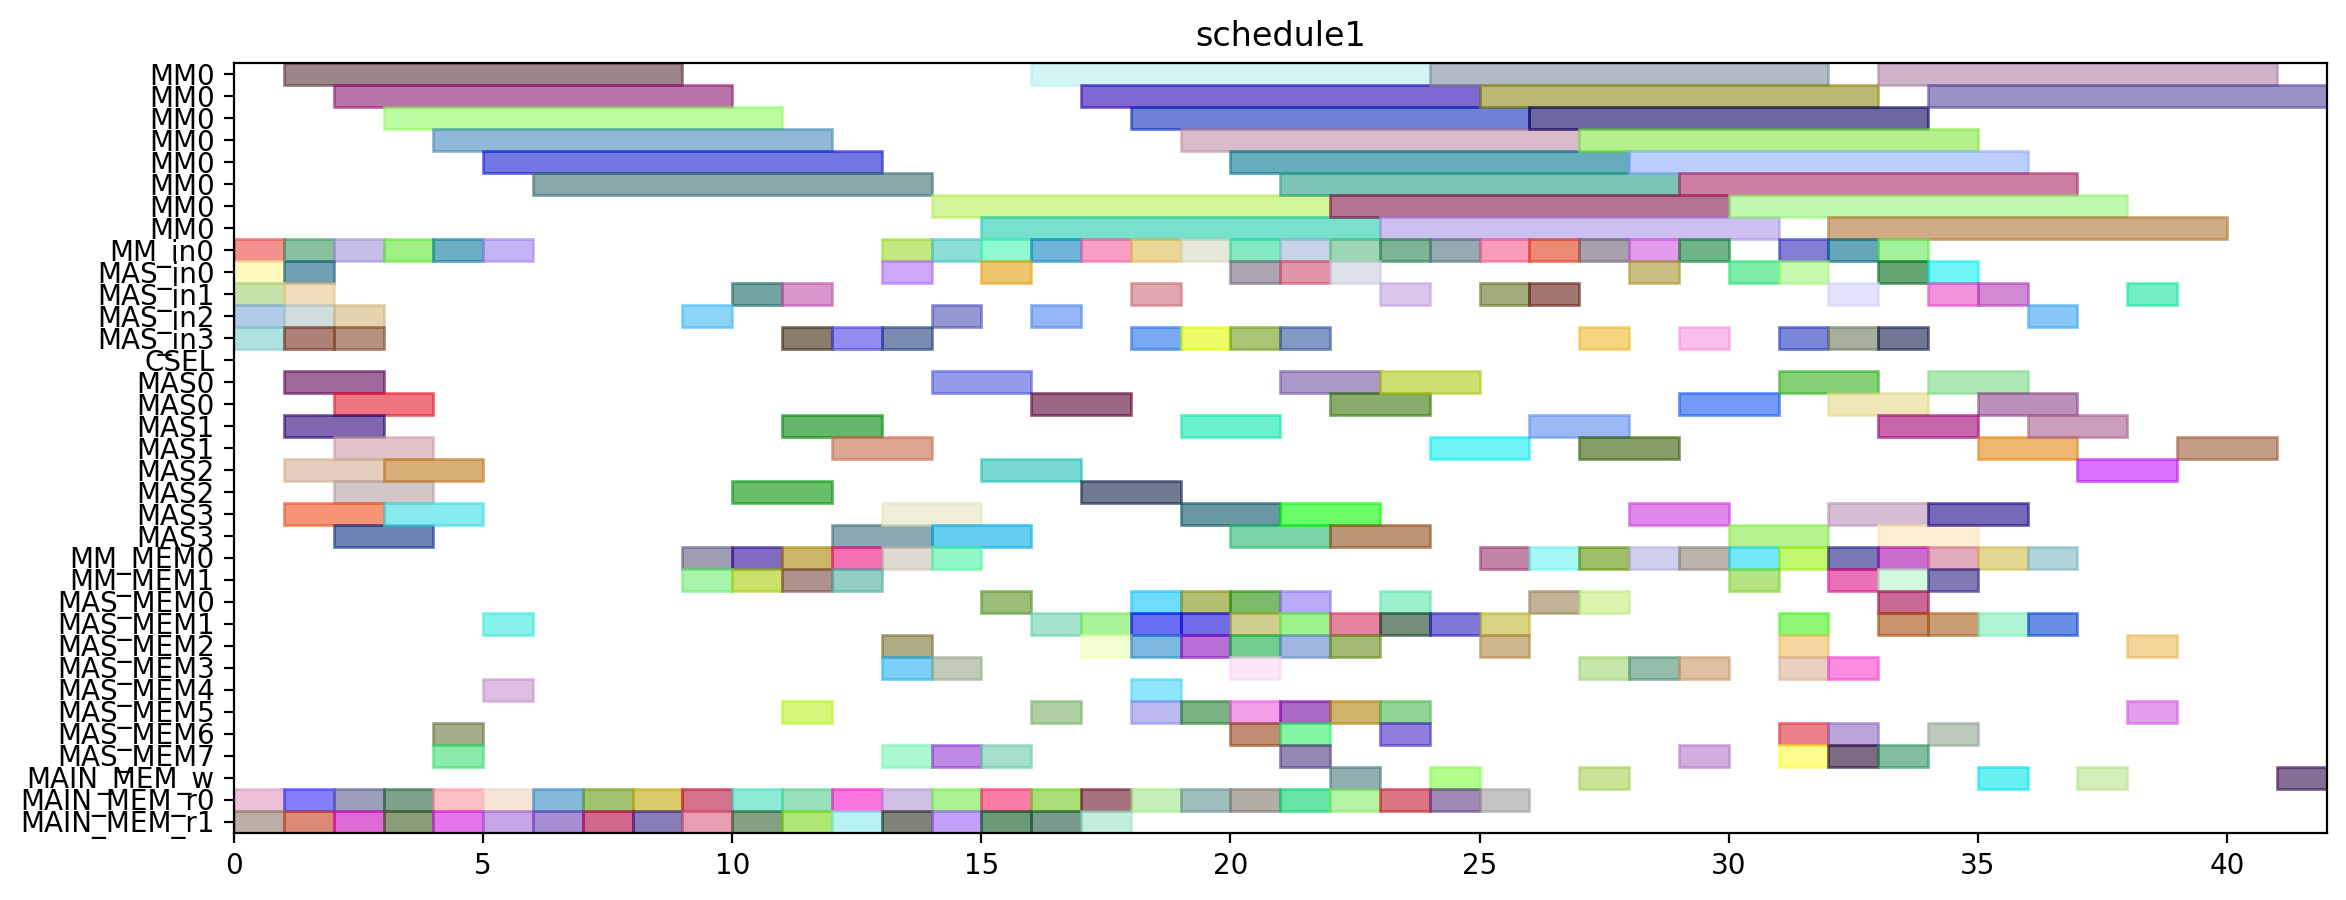 schedule1
MM0
MM0
MM0
MM0
MM0
MM0
MM0
MM0
MM_in0
MAS_in0
MAS_in1
MAS_in2
MAS_in3
CSEL
MAS0
MAS0
MAS1
MAS1
MAS2
MAS2
MAS3
MAS3
MM_MEM0
MM_MEM1
MAS_MEM0
MAS_MEM1
MAS_MEM2
MAS_MEM3
MAS_MEM4
MAS_MEM5
MAS_MEM6
MAS_MEM7
MAIN_MEM_w
MAIN_MEM_r0
MAIN_MEM_r1
0 5 10 15 20 25 30 35 40